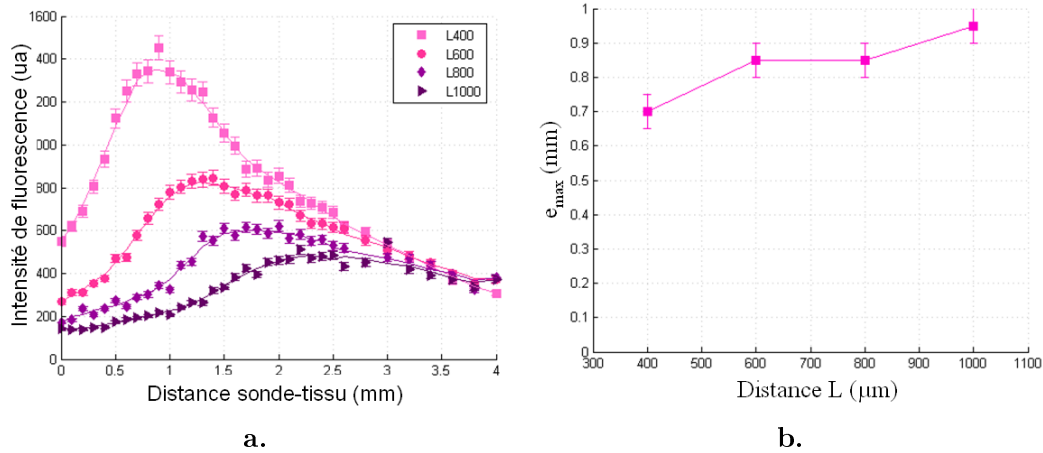 Intensité de fluorescence (ua)
1600
400
200
000
800
600
400
200
0
L400
L600
L800
L1000
0 0.5 1 1.5 2 2.5 3 3.5 4
Distance sonde-tissu (mm)
a.
e_max (mm)
1
0.9
0.8
0.7
0.6
0.5
0.4
0.3
0.2
0.1
0
300 400 500 600 700 800 900 1000 1100
Distance L (µm)
b.